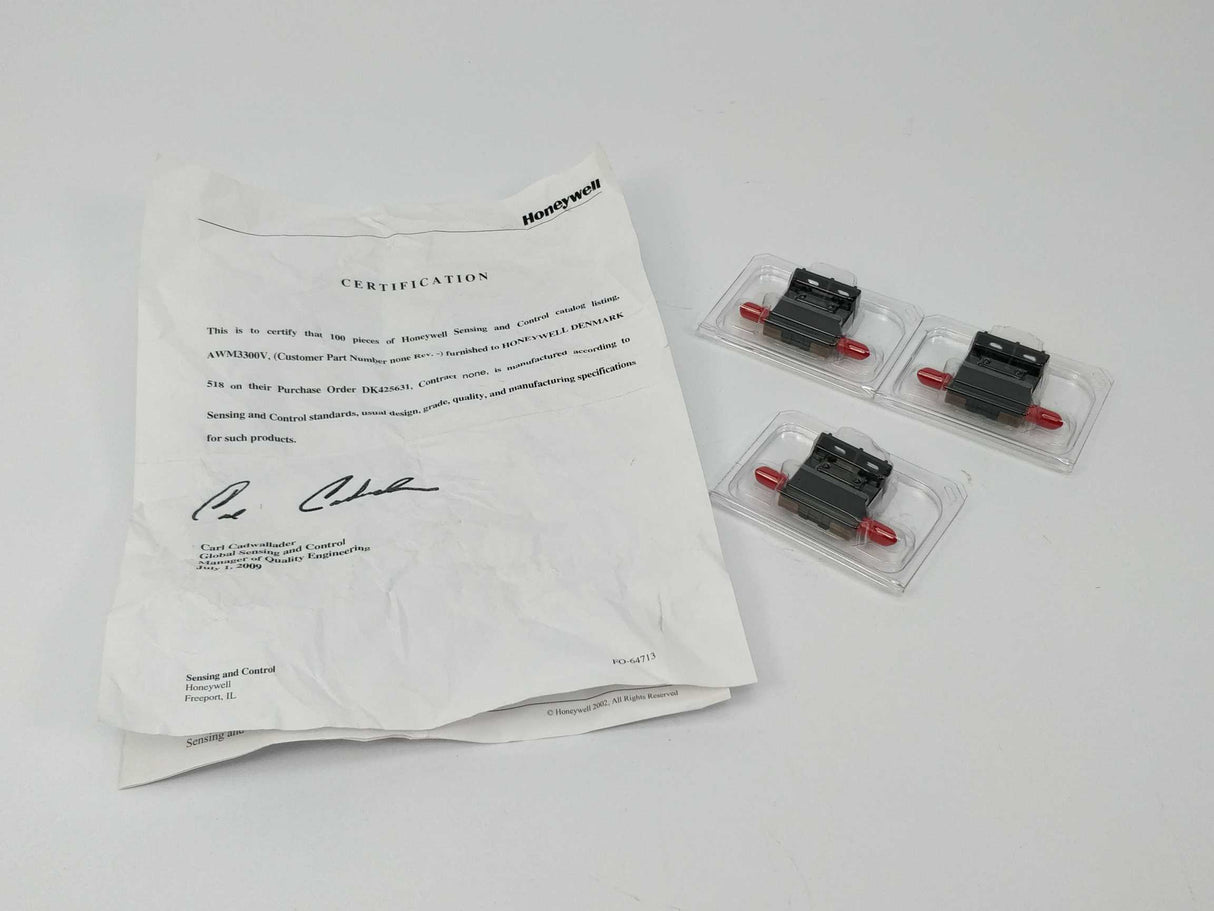 Honeywell
CERTIFICATION
This is to certify that 100 pieces of Honeywell Sensing and Control catalog listing,
AWM3300V, (Customer Part Number none Rev. -) furnished to HONEYWELL DENMARK
518 on their Purchase Order DK425631, Contract none, is manufactured according to
Sensing and Control standards, usual design, grade, quality, and manufacturing specifications
for such products.
Carl Cadwallader
Global Sensing and Control
Manager of Quality Engineering
July 1, 2009
Sensing and Control
Honeywell
Freeport, IL
FO-64713
© Honeywell 2002, All Rights Reserved
Sensing and